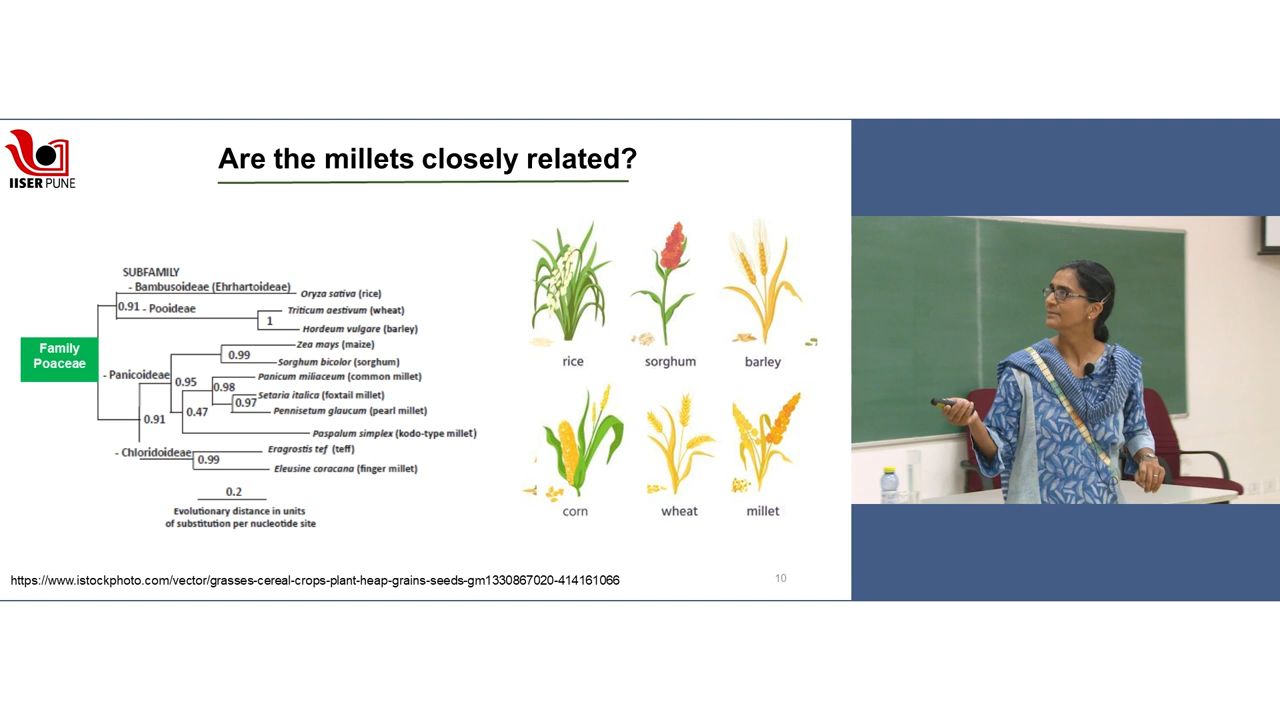 IISER PUNE
Are the millets closely related?
SUBFAMILY
- Bambusoideae (Ehrhartoideae)
Oryza sativa (rice)
0.91 - Pooideae
Triticum aestivum (wheat)
1
Hordeum vulgare (barley)
Zea mays (maize)
0.99
Sorghum bicolor (sorghum)
Family
Poaceae
- Panicoideae
0.95
Panicum miliaceum (common millet)
0.98
Setaria italica (foxtail millet)
0.97
0.47
Pennisetum glaucum (pearl millet)
0.91
Paspalum simplex (kodo-type millet)
- Chloridoideae
Eragrostis tef (teff)
0.99
Eleusine coracana (finger millet)
0.2
Evolutionary distance in units
of substitution per nucleotide site
rice
sorghum
barley
corn
wheat
millet
https://www.istockphoto.com/vector/grasses-cereal-crops-plant-heap-grains-seeds-gm1330867020-414161066
10